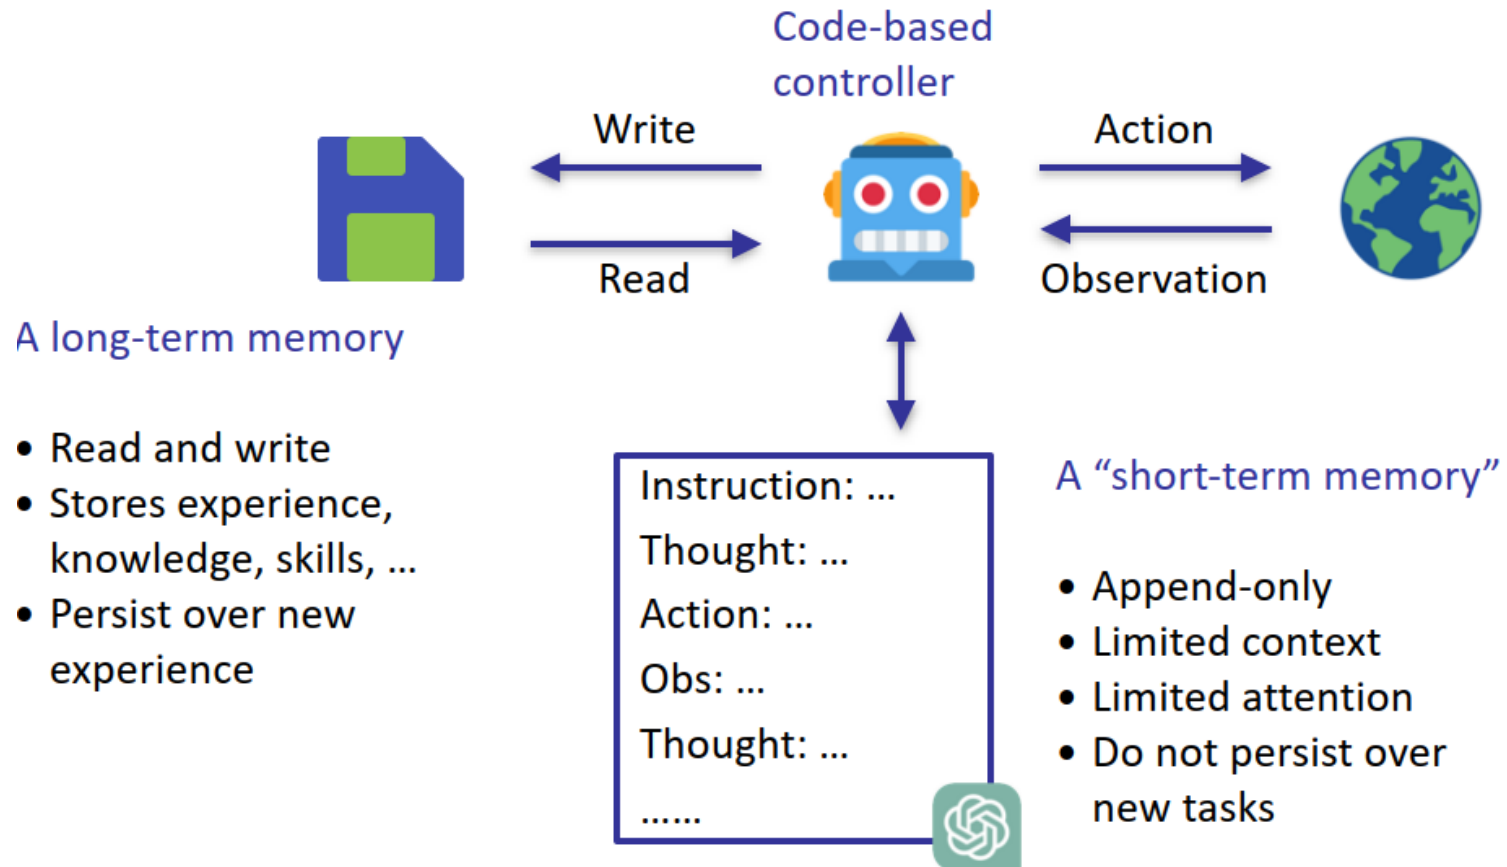 Code-based
controller
Write
Action
Read
Observation
A long-term memory
• Read and write
• Stores experience,
knowledge, skills, ...
• Persist over new
experience
Instruction: ...
Thought: ...
Action: ...
Obs: ...
Thought: ...
......
A “short-term memory”
• Append-only
• Limited context
• Limited attention
• Do not persist over
new tasks